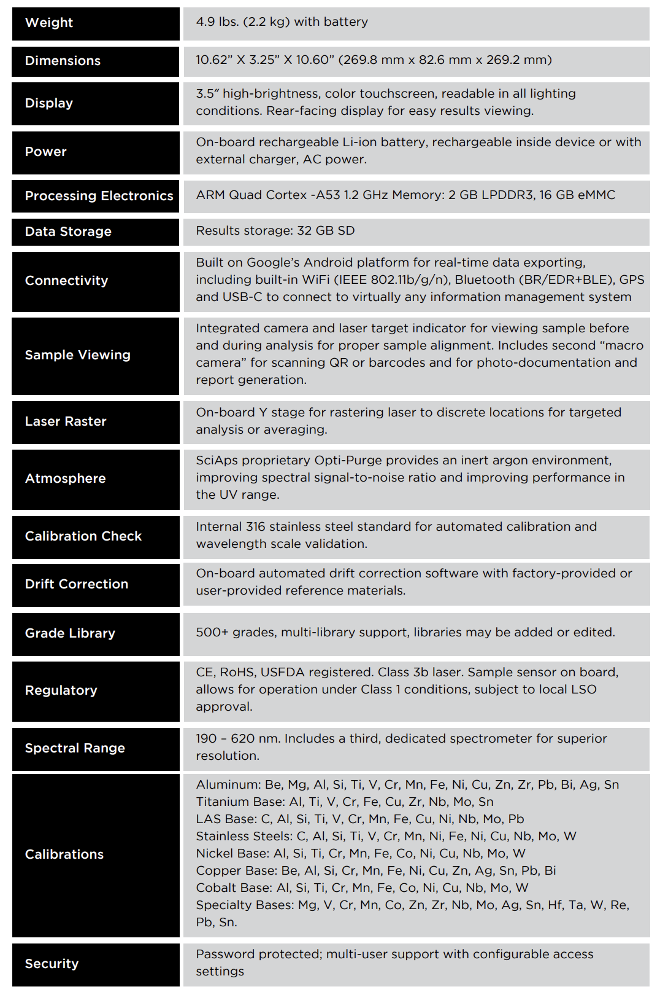 Weight
4.9 lbs. (2.2 kg) with battery
Dimensions
10.62” X 3.25” X 10.60” (269.8 mm x 82.6 mm x 269.2 mm)
Display
3.5″ high-brightness, color touchscreen, readable in all lighting
conditions. Rear-facing display for easy results viewing.
Power
On-board rechargeable Li-ion battery, rechargeable inside device or with
external charger, AC power.
Processing Electronics
ARM Quad Cortex -A53 1.2 GHz Memory: 2 GB LPDDR3, 16 GB eMMC
Data Storage
Results storage: 32 GB SD
Connectivity
Built on Google’s Android platform for real-time data exporting,
including built-in WiFi (IEEE 802.11b/g/n), Bluetooth (BR/EDR+BLE), GPS
and USB-C to connect to virtually any information management system
Sample Viewing
Integrated camera and laser target indicator for viewing sample before
and during analysis for proper sample alignment. Includes second “macro
camera” for scanning QR or barcodes and for photo-documentation and
report generation.
Laser Raster
On-board Y stage for rastering laser to discrete locations for targeted
analysis or averaging.
Atmosphere
SciAps proprietary Opti-Purge provides an inert argon environment,
improving spectral signal-to-noise ratio and improving performance in
the UV range.
Calibration Check
Internal 316 stainless steel standard for automated calibration and
wavelength scale validation.
Drift Correction
On-board automated drift correction software with factory-provided or
user-provided reference materials.
Grade Library
500+ grades, multi-library support, libraries may be added or edited.
Regulatory
CE, RoHS, USFDA registered. Class 3b laser. Sample sensor on board,
allows for operation under Class 1 conditions, subject to local LSO
approval.
Spectral Range
190 – 620 nm. Includes a third, dedicated spectrometer for superior
resolution.
Calibrations
Aluminum: Be, Mg, Al, Si, Ti, V, Cr, Mn, Fe, Ni, Cu, Zn, Zr, Pb, Bi, Ag, Sn
Titanium Base: Al, Ti, V, Cr, Fe, Cu, Zr, Nb, Mo, Sn
LAS Base: C, Al, Si, Ti, V, Cr, Mn, Fe, Cu, Ni, Nb, Mo, Pb
Stainless Steels: C, Al, Si, Ti, V, Cr, Mn, Ni, Fe, Ni, Cu, Nb, Mo, W
Nickel Base: Al, Si, Ti, Cr, Mn, Fe, Co, Ni, Cu, Nb, Mo, W
Copper Base: Be, Al, Si, Cr, Mn, Fe, Ni, Cu, Zn, Ag, Sn, Pb, Bi
Cobalt Base: Al, Si, Ti, Cr, Mn, Fe, Co, Ni, Cu, Nb, Mo, W
Specialty Bases: Mg, V, Cr, Mn, Co, Zn, Zr, Nb, Mo, Ag, Sn, Hf, Ta, W, Re,
Pb, Sn.
Security
Password protected; multi-user support with configurable access
settings